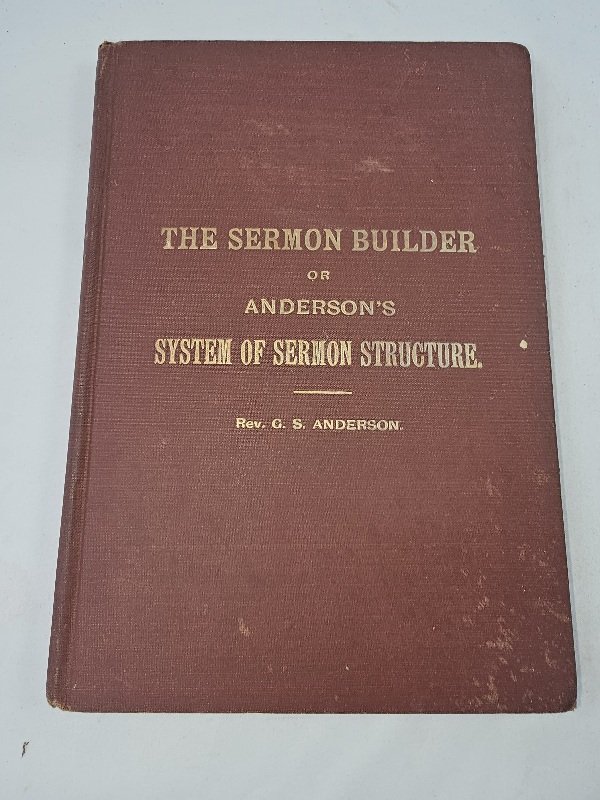 THE SERMON BUILDER
OR
ANDERSON'S
SYSTEM OF SERMON STRUCTURE.
Rev. G. S. ANDERSON.